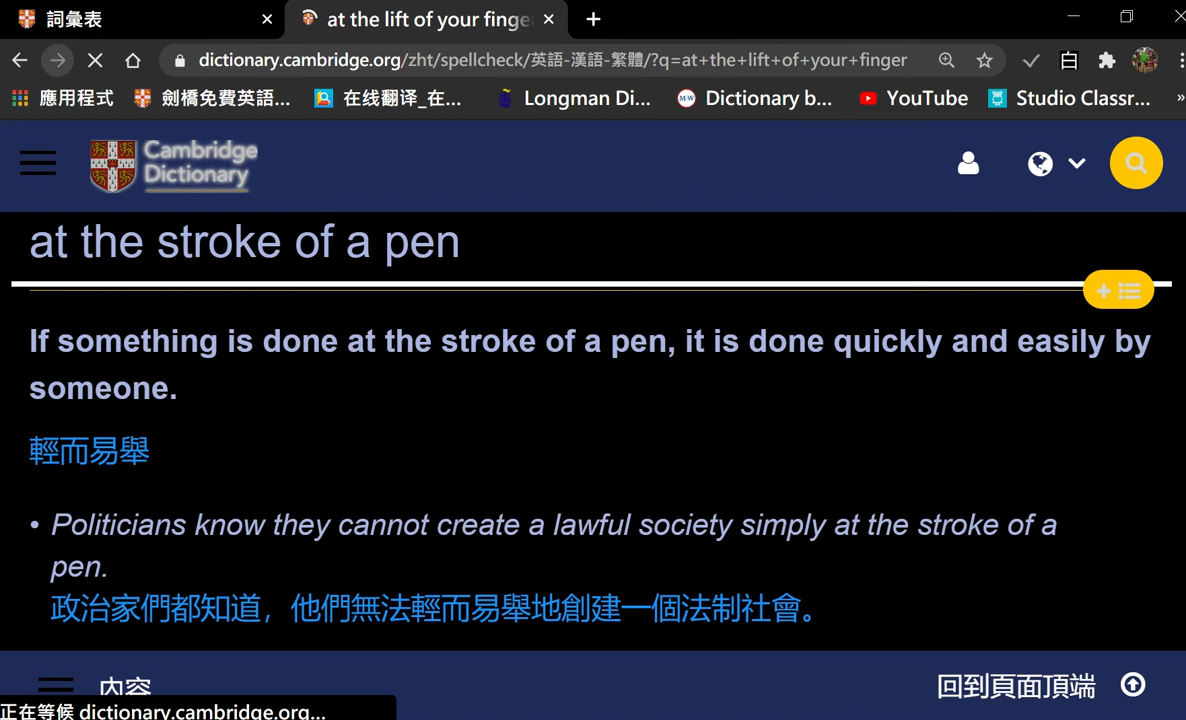 詞彙表
at the lift of your finge
dictionary.cambridge.org/zht/spellcheck/英語-漢語-繁體/?q=at+the+lift+of+your+finger
白
應用程式 劍橋免費英語... 在线翻译_在... Longman Di... M-W Dictionary b... YouTube Studio Classr... »
Cambridge
Dictionary
at the stroke of a pen
If something is done at the stroke of a pen, it is done quickly and easily by
someone.
輕而易舉
• Politicians know they cannot create a lawful society simply at the stroke of a
pen.
政治家們都知道，他們無法輕而易舉地創建一個法制社會。
內容
回到頁面頂端
正在等候 dictionary.cambridge.org...